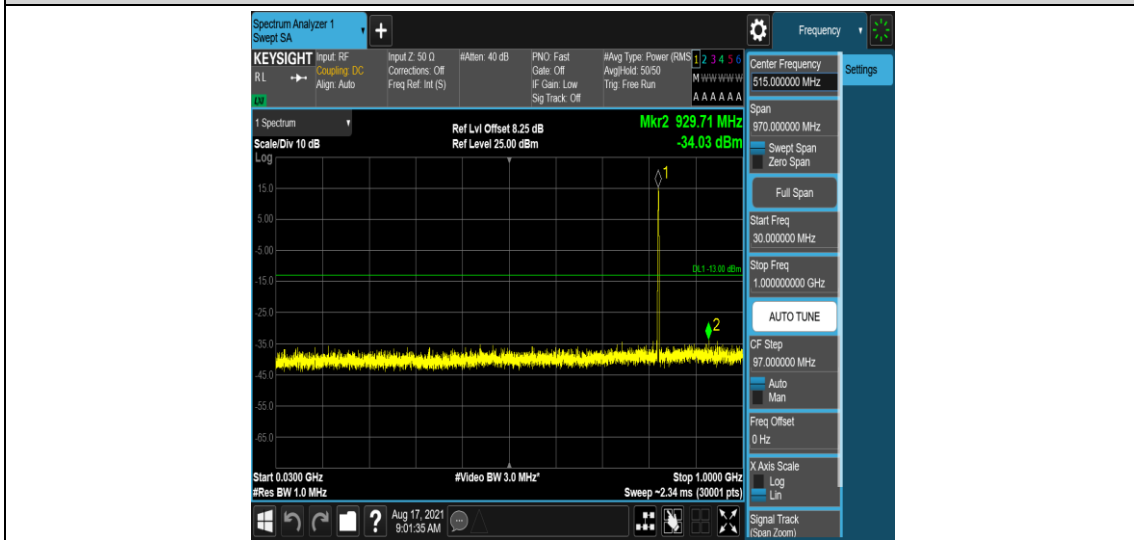 Spectrum Analyzer 1
Swept SA
Frequency
KEYSIGHT
RL
Input: RF
Coupling: DC
Align: Auto
Input Z: 50 Ω
Corrections: Off
Freq Ref: Int (S)
#Atten: 40 dB
PNO: Fast
Gate: Off
IF Gain: Low
Sig Track: Off
#Avg Type: Power (RMS
Avg|Hold: 50/50
Trig: Free Run
1 2 3 4 5 6
M W W W W W
A A A A A A
1 Spectrum
Scale/Div 10 dB
Log
Ref Lvl Offset 8.25 dB
Ref Level 25.00 dBm
Mkr2 929.71 MHz
-34.03 dBm
15.0
5.00
-5.00
-15.0
-25.0
-35.0
-45.0
-55.0
-65.0
1
DL1 -13.00 dBm
2
Start 0.0300 GHz
#Res BW 1.0 MHz
#Video BW 3.0 MHz*
Stop 1.0000 GHz
Sweep ~2.34 ms (30001 pts)
Center Frequency
515.000000 MHz
Settings
Span
970.000000 MHz
Swept Span
Zero Span
Full Span
Start Freq
30.000000 MHz
Stop Freq
1.000000000 GHz
AUTO TUNE
CF Step
97.000000 MHz
Auto
Man
Freq Offset
0 Hz
X Axis Scale
Log
Lin
Signal Track
(Span Zoom)
?
Aug 17, 2021
9:01:35 AM